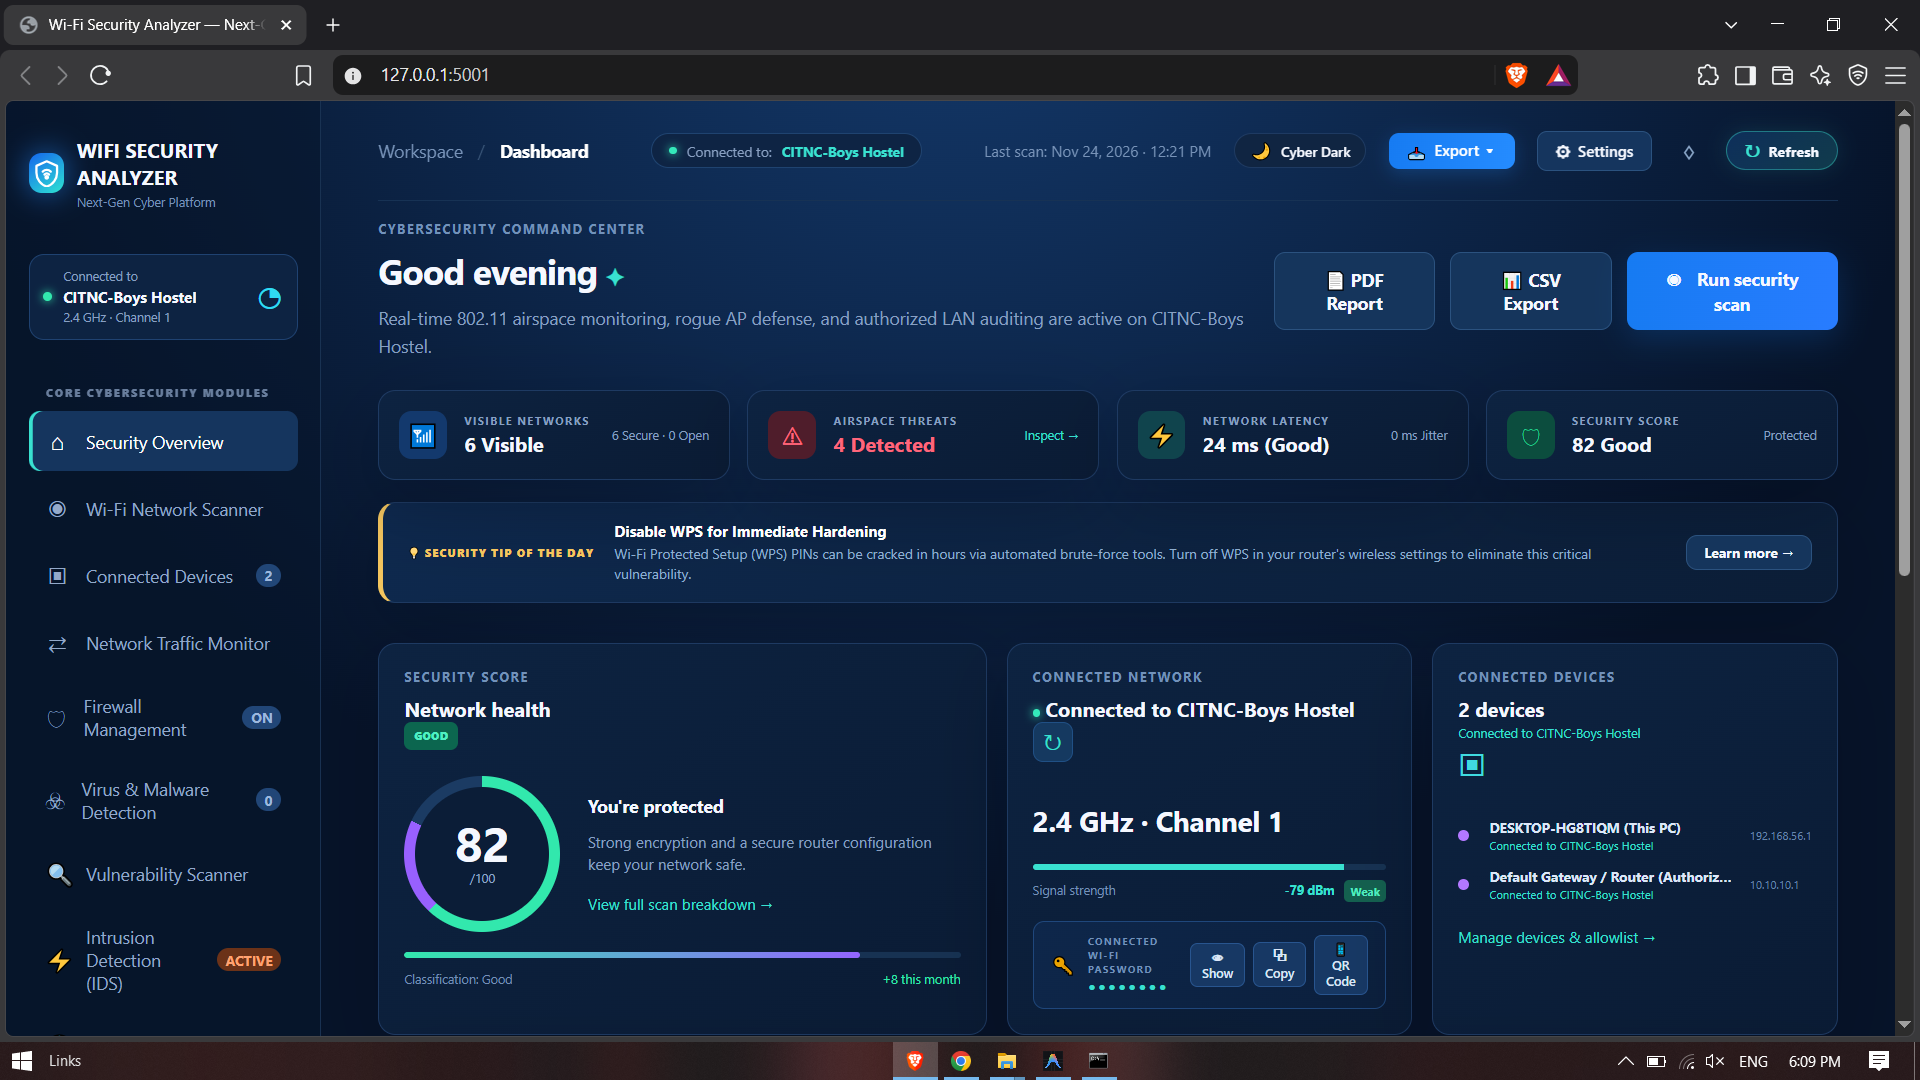 Wi-Fi Security Analyzer — Next-
127.0.0.1:5001
WIFI SECURITY
ANALYZER
Next-Gen Cyber Platform
Connected to
CITNC-Boys Hostel
2.4 GHz · Channel 1
CORE CYBERSECURITY MODULES
Security Overview
Wi-Fi Network Scanner
Connected Devices 2
Network Traffic Monitor
Firewall
Management
ON
Virus & Malware
Detection
0
Vulnerability Scanner
Intrusion
Detection
(IDS)
ACTIVE
Workspace / Dashboard
Connected to: CITNC-Boys Hostel
Last scan: Nov 24, 2026 · 12:21 PM
Cyber Dark
Export
Settings
Refresh
CYBERSECURITY COMMAND CENTER
Good evening
Real-time 802.11 airspace monitoring, rogue AP defense, and authorized LAN auditing are active on CITNC-Boys
Hostel.
PDF
Report
CSV
Export
Run security
scan
VISIBLE NETWORKS
6 Visible
6 Secure · 0 Open
AIRSPACE THREATS
4 Detected
Inspect →
NETWORK LATENCY
24 ms (Good)
0 ms Jitter
SECURITY SCORE
82 Good
Protected
SECURITY TIP OF THE DAY
Disable WPS for Immediate Hardening
Wi-Fi Protected Setup (WPS) PINs can be cracked in hours via automated brute-force tools. Turn off WPS in your router's wireless settings to eliminate this critical
vulnerability.
Learn more →
SECURITY SCORE
Network health
GOOD
82
/100
You're protected
Strong encryption and a secure router configuration
keep your network safe.
View full scan breakdown →
Classification: Good
+8 this month
CONNECTED NETWORK
Connected to CITNC-Boys Hostel
2.4 GHz · Channel 1
Signal strength
-79 dBm Weak
CONNECTED
WI-FI
PASSWORD
Show
Copy
QR
Code
CONNECTED DEVICES
2 devices
Connected to CITNC-Boys Hostel
DESKTOP-HG8TIQM (This PC)
Connected to CITNC-Boys Hostel
192.168.56.1
Default Gateway / Router (Authoriz...
Connected to CITNC-Boys Hostel
10.10.10.1
Manage devices & allowlist →
Links
ENG
6:09 PM